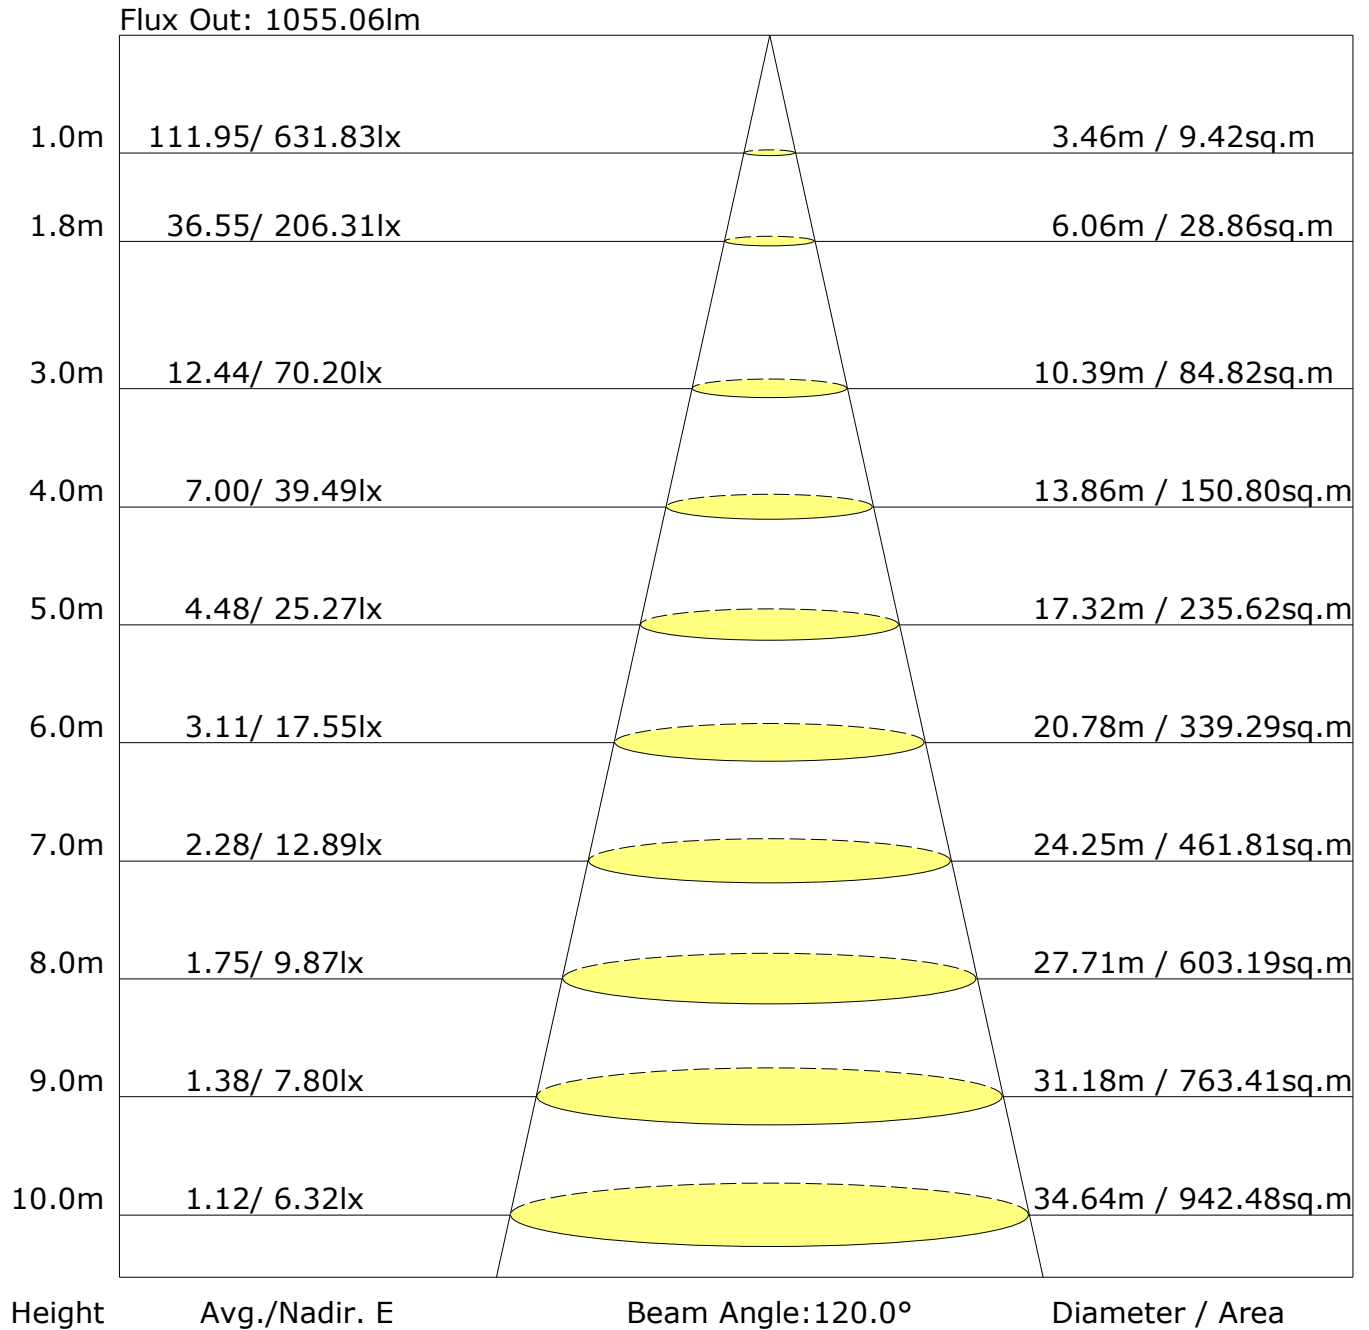 Flux Out: 1055.06lm
1.0m 111.95/ 631.83lx 3.46m / 9.42sq.m
1.8m 36.55/ 206.31lx 6.06m / 28.86sq.m
3.0m 12.44/ 70.20lx 10.39m / 84.82sq.m
4.0m 7.00/ 39.49lx 13.86m / 150.80sq.m
5.0m 4.48/ 25.27lx 17.32m / 235.62sq.m
6.0m 3.11/ 17.55lx 20.78m / 339.29sq.m
7.0m 2.28/ 12.89lx 24.25m / 461.81sq.m
8.0m 1.75/ 9.87lx 27.71m / 603.19sq.m
9.0m 1.38/ 7.80lx 31.18m / 763.41sq.m
10.0m 1.12/ 6.32lx 34.64m / 942.48sq.m
Height Avg./Nadir. E Beam Angle:120.0° Diameter / Area